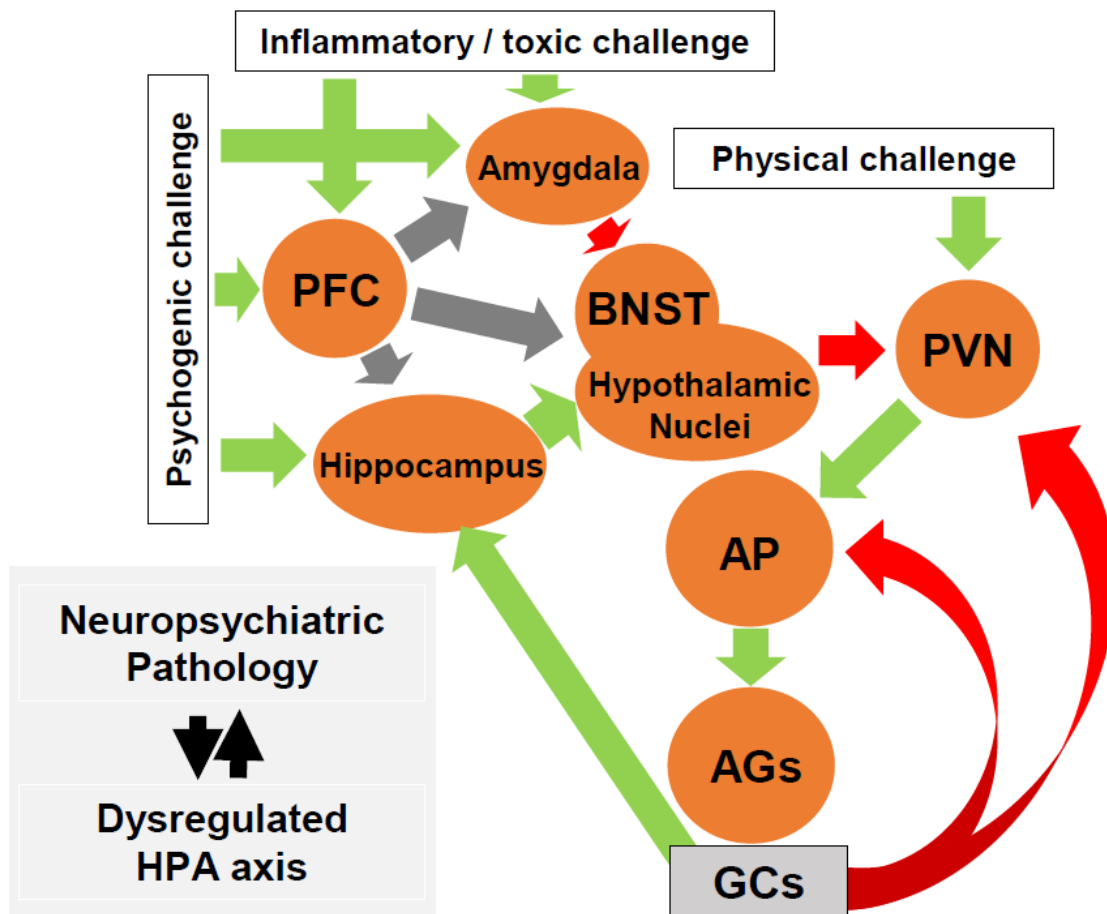 Inflammatory / toxic challenge
Psychogenic challenge
Amygdala
Physical challenge
PFC
BNST
Hypothalamic
Nuclei
PVN
Hippocampus
AP
Neuropsychiatric
Pathology
AGs
Dysregulated
HPA axis
GCs